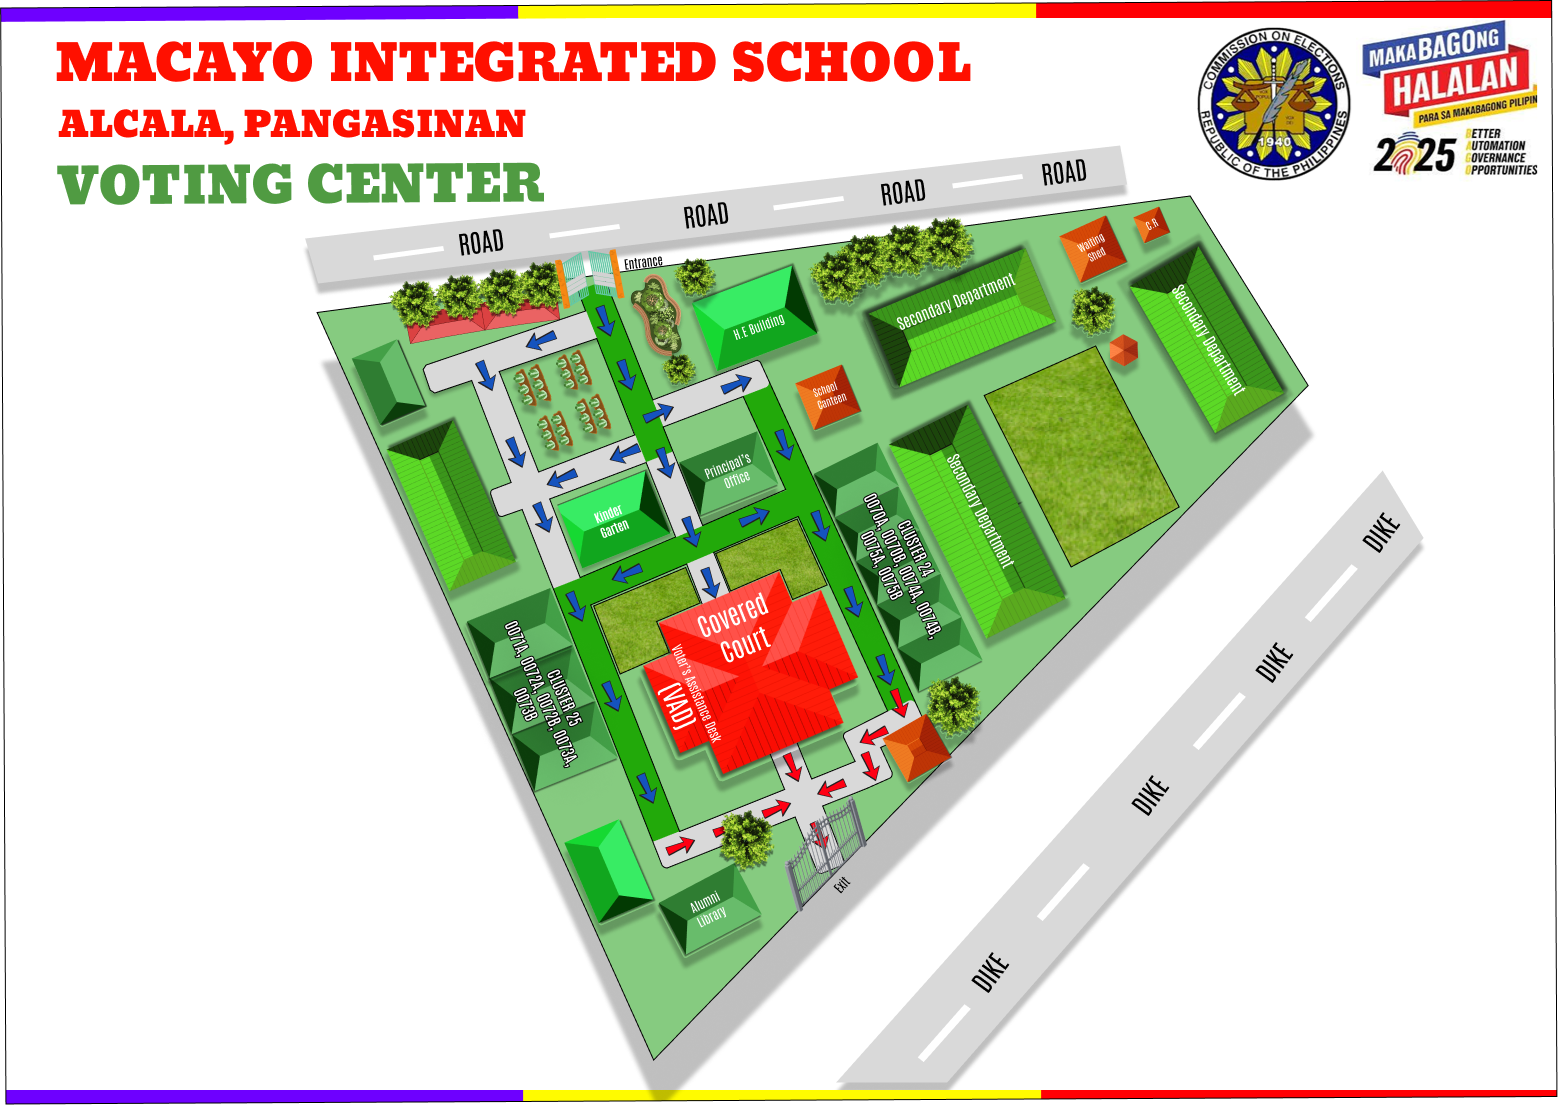 MACAYO INTEGRATED SCHOOL
ALCALA, PANGASINAN
VOTING CENTER
COMMISSION ON ELECTIONS
REPUBLIC OF THE PHILIPPINES
1940
MAKABAGONG
HALALAN
PARA SA MAKABAGONG PILIPIN
2025
BETTER
AUTOMATION
GOVERNANCE
OPPORTUNITIES
ROAD
ROAD
ROAD
ROAD
Entrance
Waiting
Shed
C.R
H.E Building
Secondary Department
Secondary Department
School
Canteen
Principal's
Office
Kinder
Garten
Secondary Department
CLUSTER 24
0070A, 0070B, 0074A, 0074B,
0075A, 0075B
Covered
Court
Voter's Assistance Desk
(VAD)
CLUSTER 25
0071A, 0072A, 0072B, 0073A,
0073B
Alumni
Library
Exit
DIKE
DIKE
DIKE
DIKE